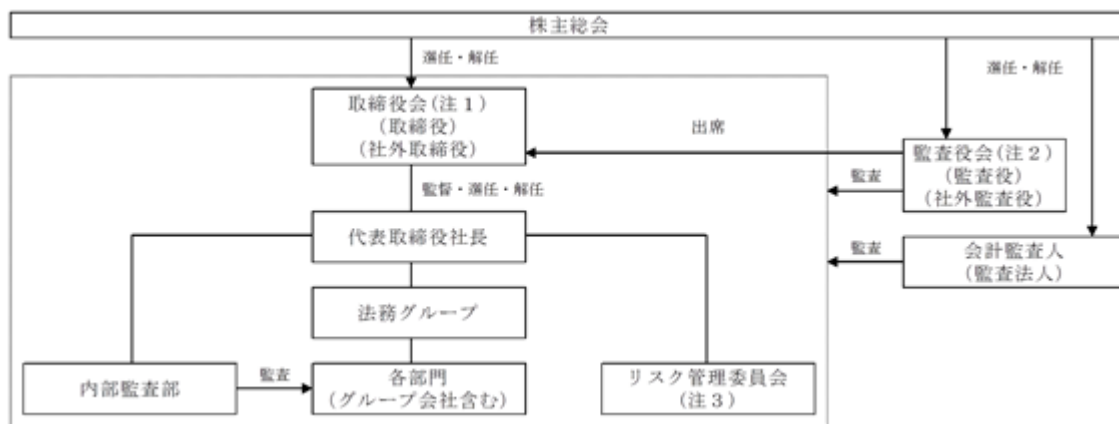 株主総会
選任・解任
選任・解任
取締役会(注1)
(取締役)
(社外取締役)
出席
監査役会(注2)
(監査役)
(社外監査役)
監査
監督・選任・解任
代表取締役社長
監査
会計監査人
(監査法人)
法務グループ
内部監査部
監査
各部門
(グループ会社含む)
リスク管理委員会
(注3)